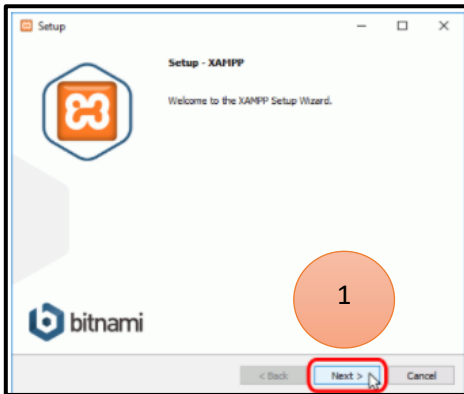 Setup
Setup - XAMPP
Welcome to the XAMPP Setup Wizard.
1
bitnami
< Back
Next >
Cancel